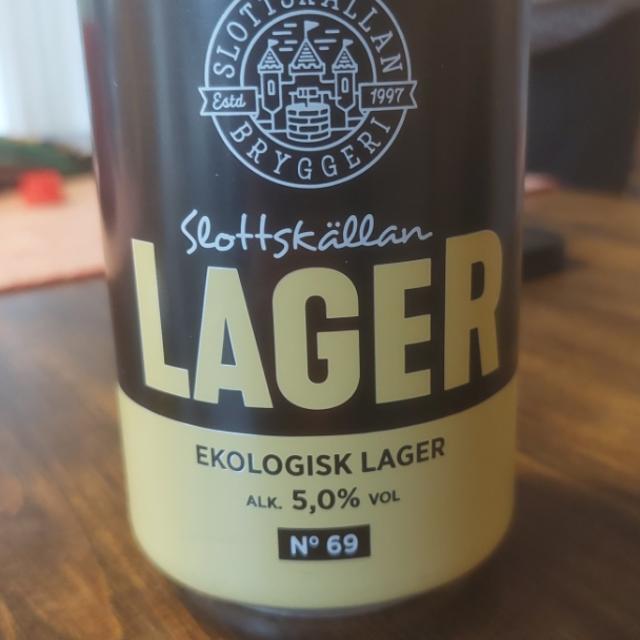 SLOTTSKÄLLAN
Estd 1997
BRYGGERI
Slottskällan
LAGER
EKOLOGISK LAGER
ALK. 5,0% VOL
Nº 69